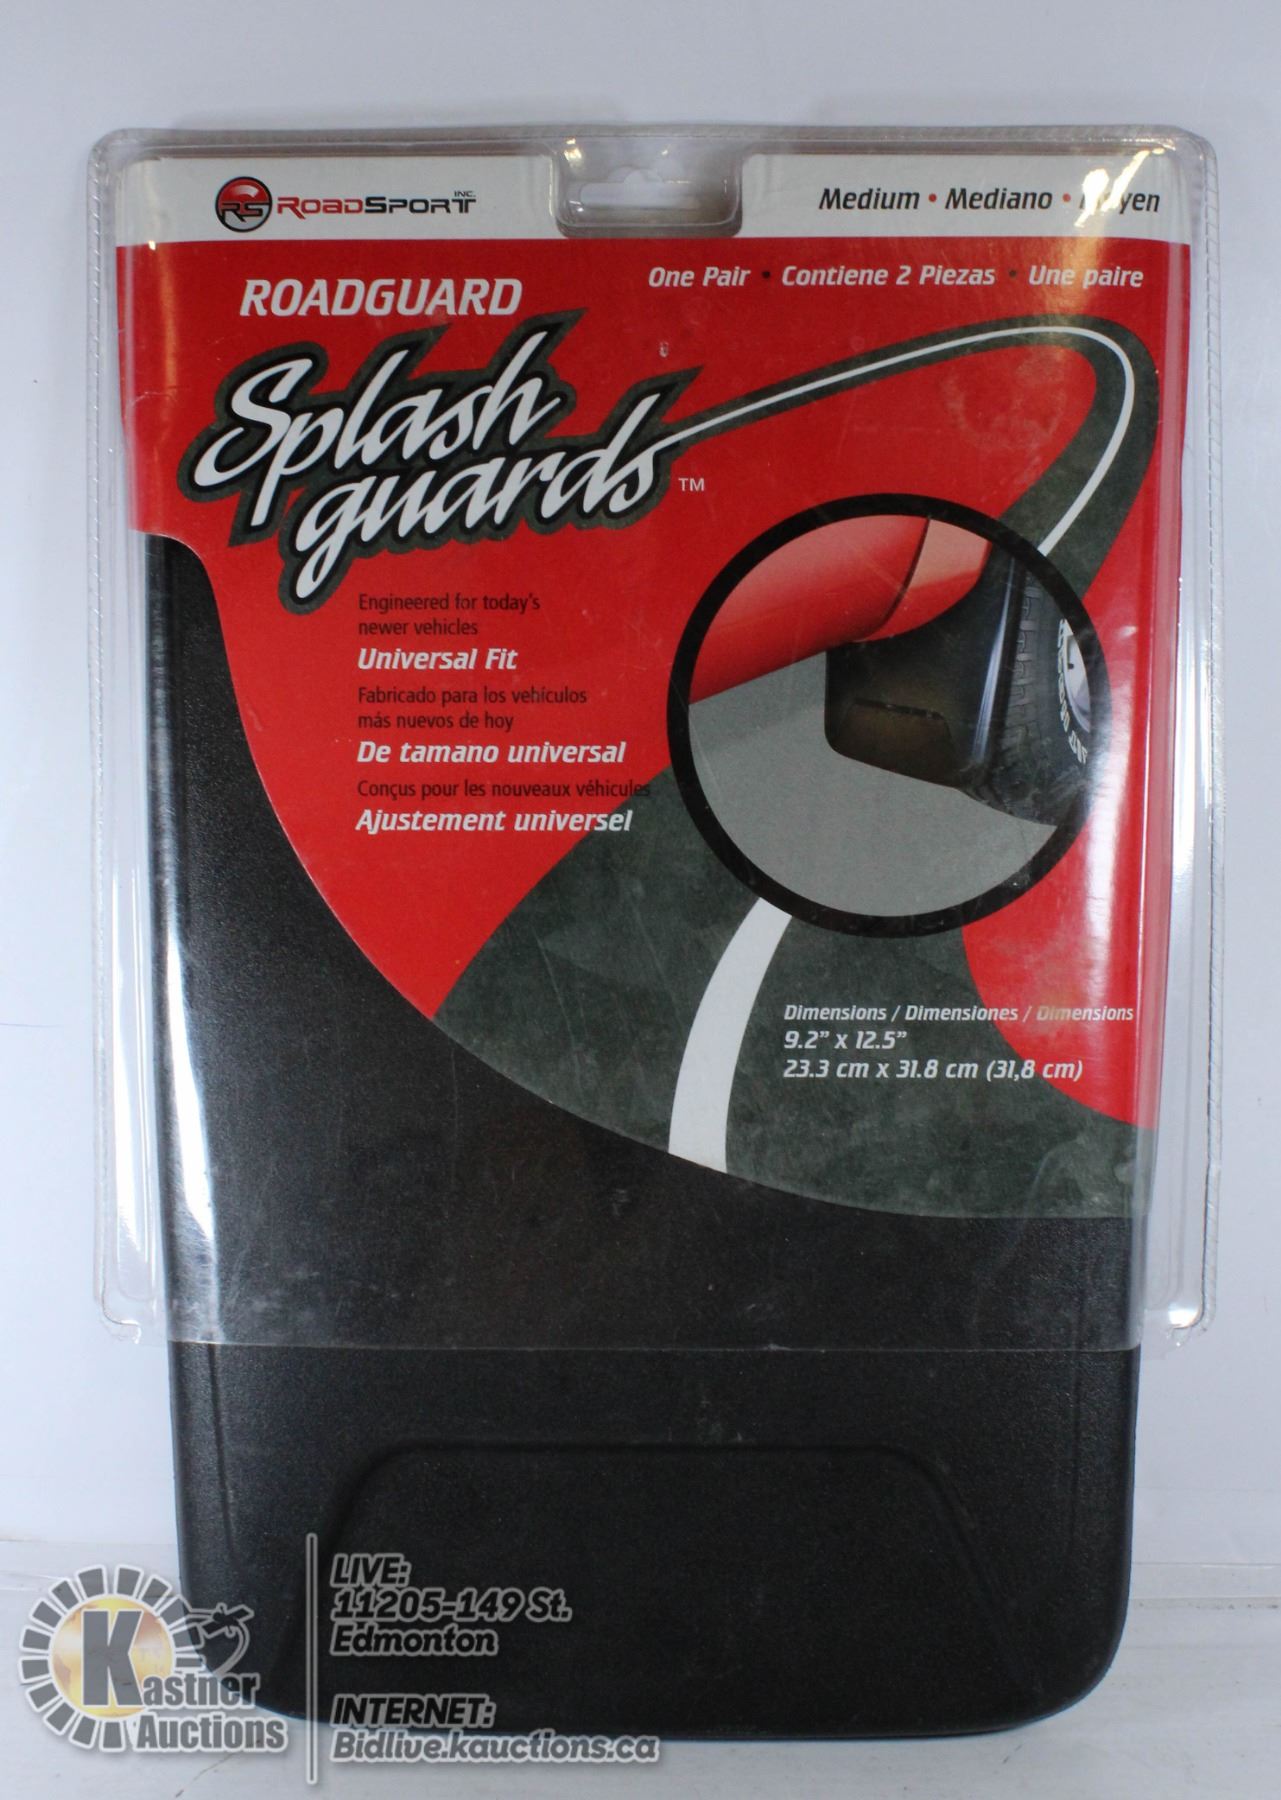 RS ROADSPORT INC.
Medium • Mediano •
ROADGUARD
One Pair • Contiene 2 Piezas • Une paire
Splash
guards™
Engineered for today's
newer vehicles
Universal Fit
Fabricado para los vehículos
más nuevos de hoy
De tamano universal
Conçus pour les nouveaux véhicules
Ajustement universel
Dimensions / Dimensiones / Dimensions
9.2" x 12.5"
23.3 cm x 31.8 cm (31,8 cm)
K
Kastner
Auctions
LIVE:
11205-149 St.
Edmonton
INTERNET:
Bidlive.kauctions.ca